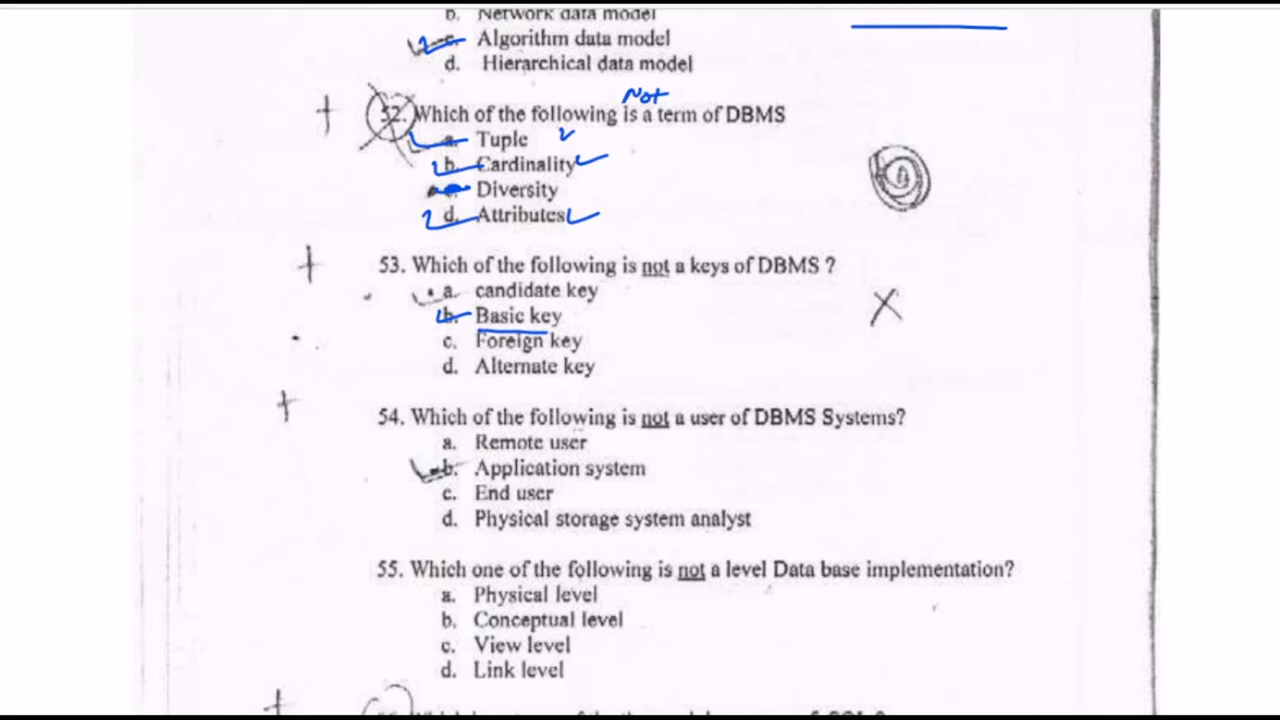 b. Network data model
c. Algorithm data model
d. Hierarchical data model
Not
52. Which of the following is a term of DBMS
a. Tuple
b. Cardinality
c. Diversity
d. Attributes
53. Which of the following is not a keys of DBMS ?
a. candidate key
b. Basic key
c. Foreign key
d. Alternate key
54. Which of the following is not a user of DBMS Systems?
a. Remote user
b. Application system
c. End user
d. Physical storage system analyst
55. Which one of the following is not a level Data base implementation?
a. Physical level
b. Conceptual level
c. View level
d. Link level